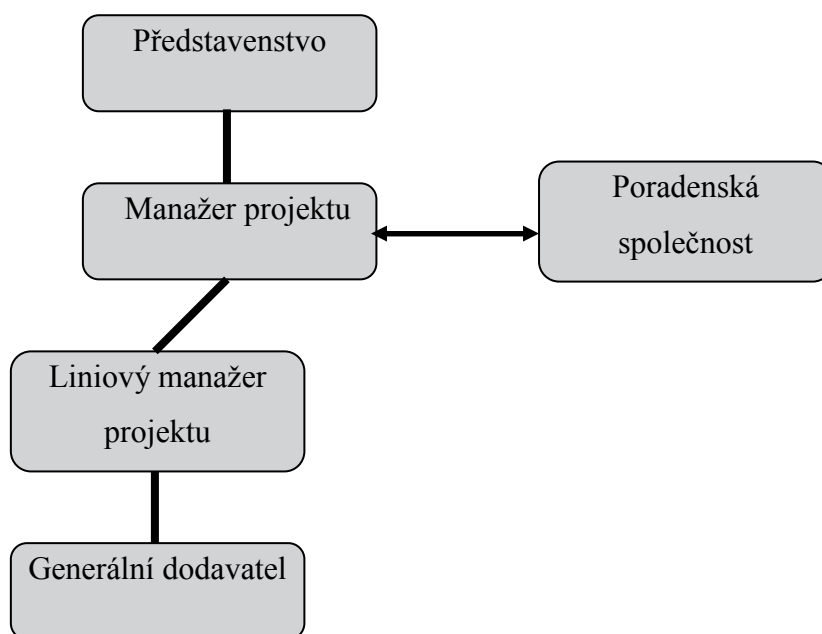 Představenstvo
Manažer projektu
Poradenská
společnost
Liniový manažer
projektu
Generální dodavatel